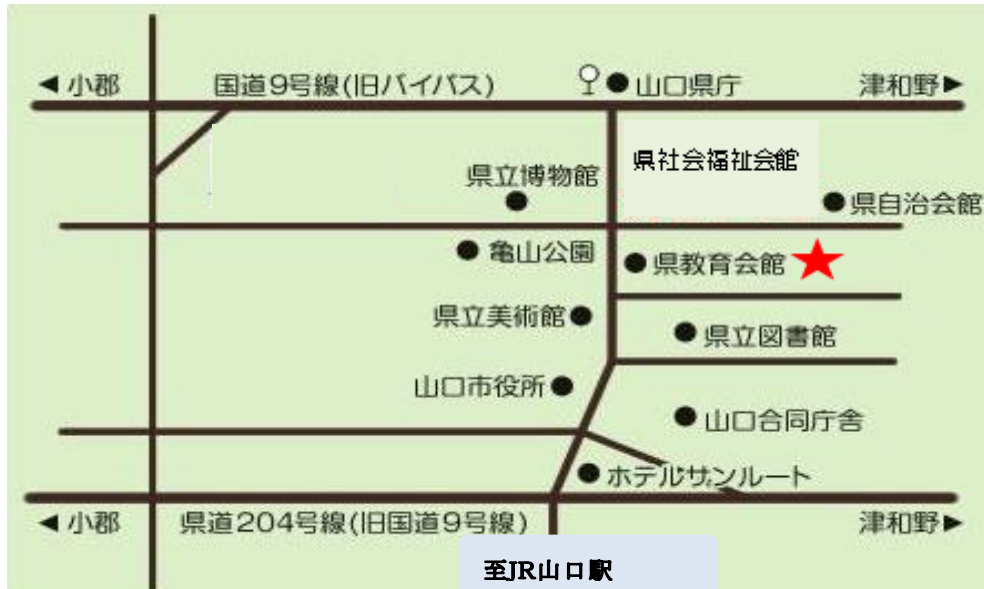 ◀小郡
国道9号線(旧バイパス)
山口県庁
津和野▶
県社会福祉会館
県立博物館
県自治会館
亀山公園
県教育会館
県立美術館
県立図書館
山口市役所
山口合同庁舎
ホテルサンルート
◀小郡
県道204号線(旧国道9号線)
津和野▶
至JR山口駅